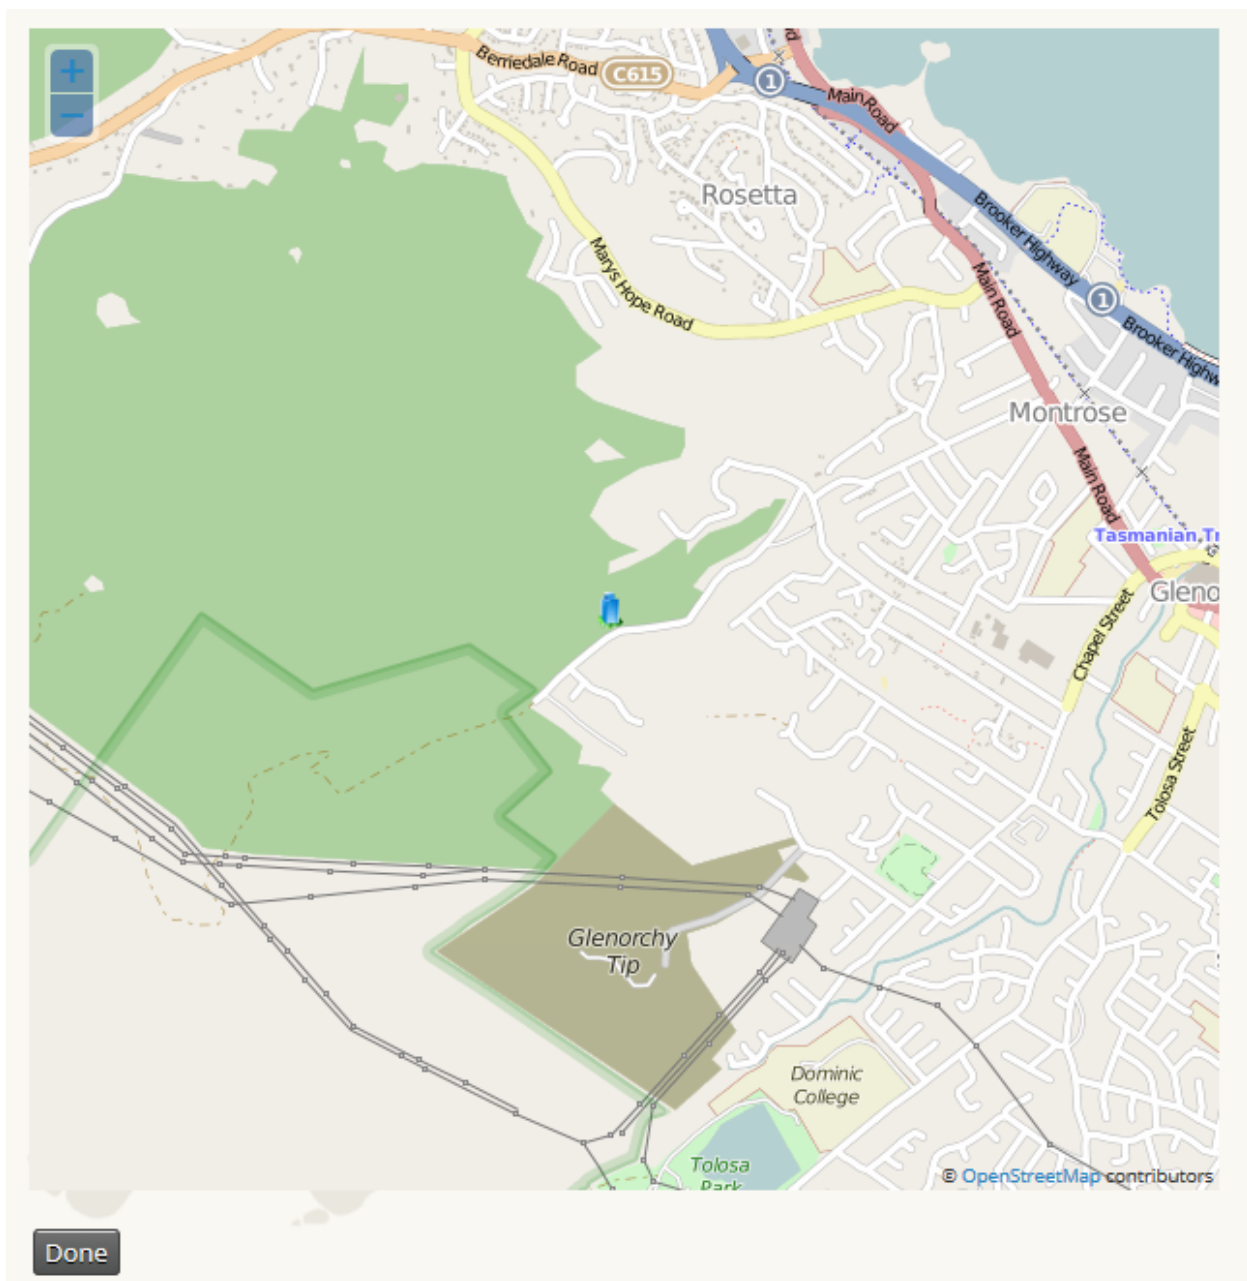 +
−
Berriedale Road
C615
1
Main Road
Rosetta
Brooker Highway
Marys Hope Road
Main Road
1
Brooker Highw
Montrose
Main Road
Tasmanian Tr
Gleno
Chapel Street
Tolosa Street
Glenorchy
Tip
Dominic
College
Tolosa
Park
© OpenStreetMap contributors
Done